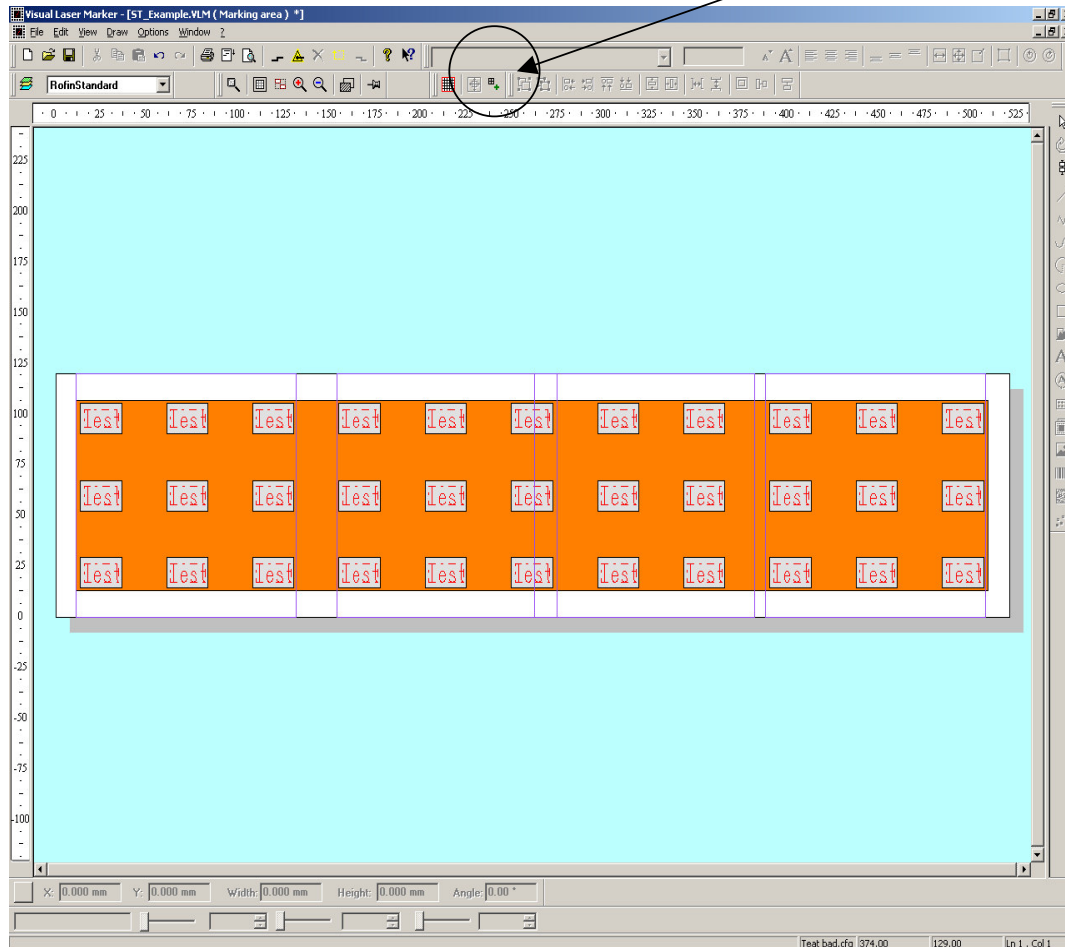 Visual Laser Marker - [ST_Example.VLM ( Marking area ) *]
File Edit View Draw Options Window ?
RofinStandard
0 25 50 75 100 125 150 175 200 225 250 275 300 325 350 375 400 425 450 475 500 525
225
200
175
150
125
100
75
50
25
0
-25
-50
-75
-100
Test Test Test Test Test Test Test Test Test Test Test
Test Test Test Test Test Test Test Test Test Test Test
Test Test Test Test Test Test Test Test Test Test Test
X: 0.000 mm Y: 0.000 mm Width: 0.000 mm Height: 0.000 mm Angle: 0.00 °
Teat bad.cfg 374.00 129.00 Ln 1 , Col 1